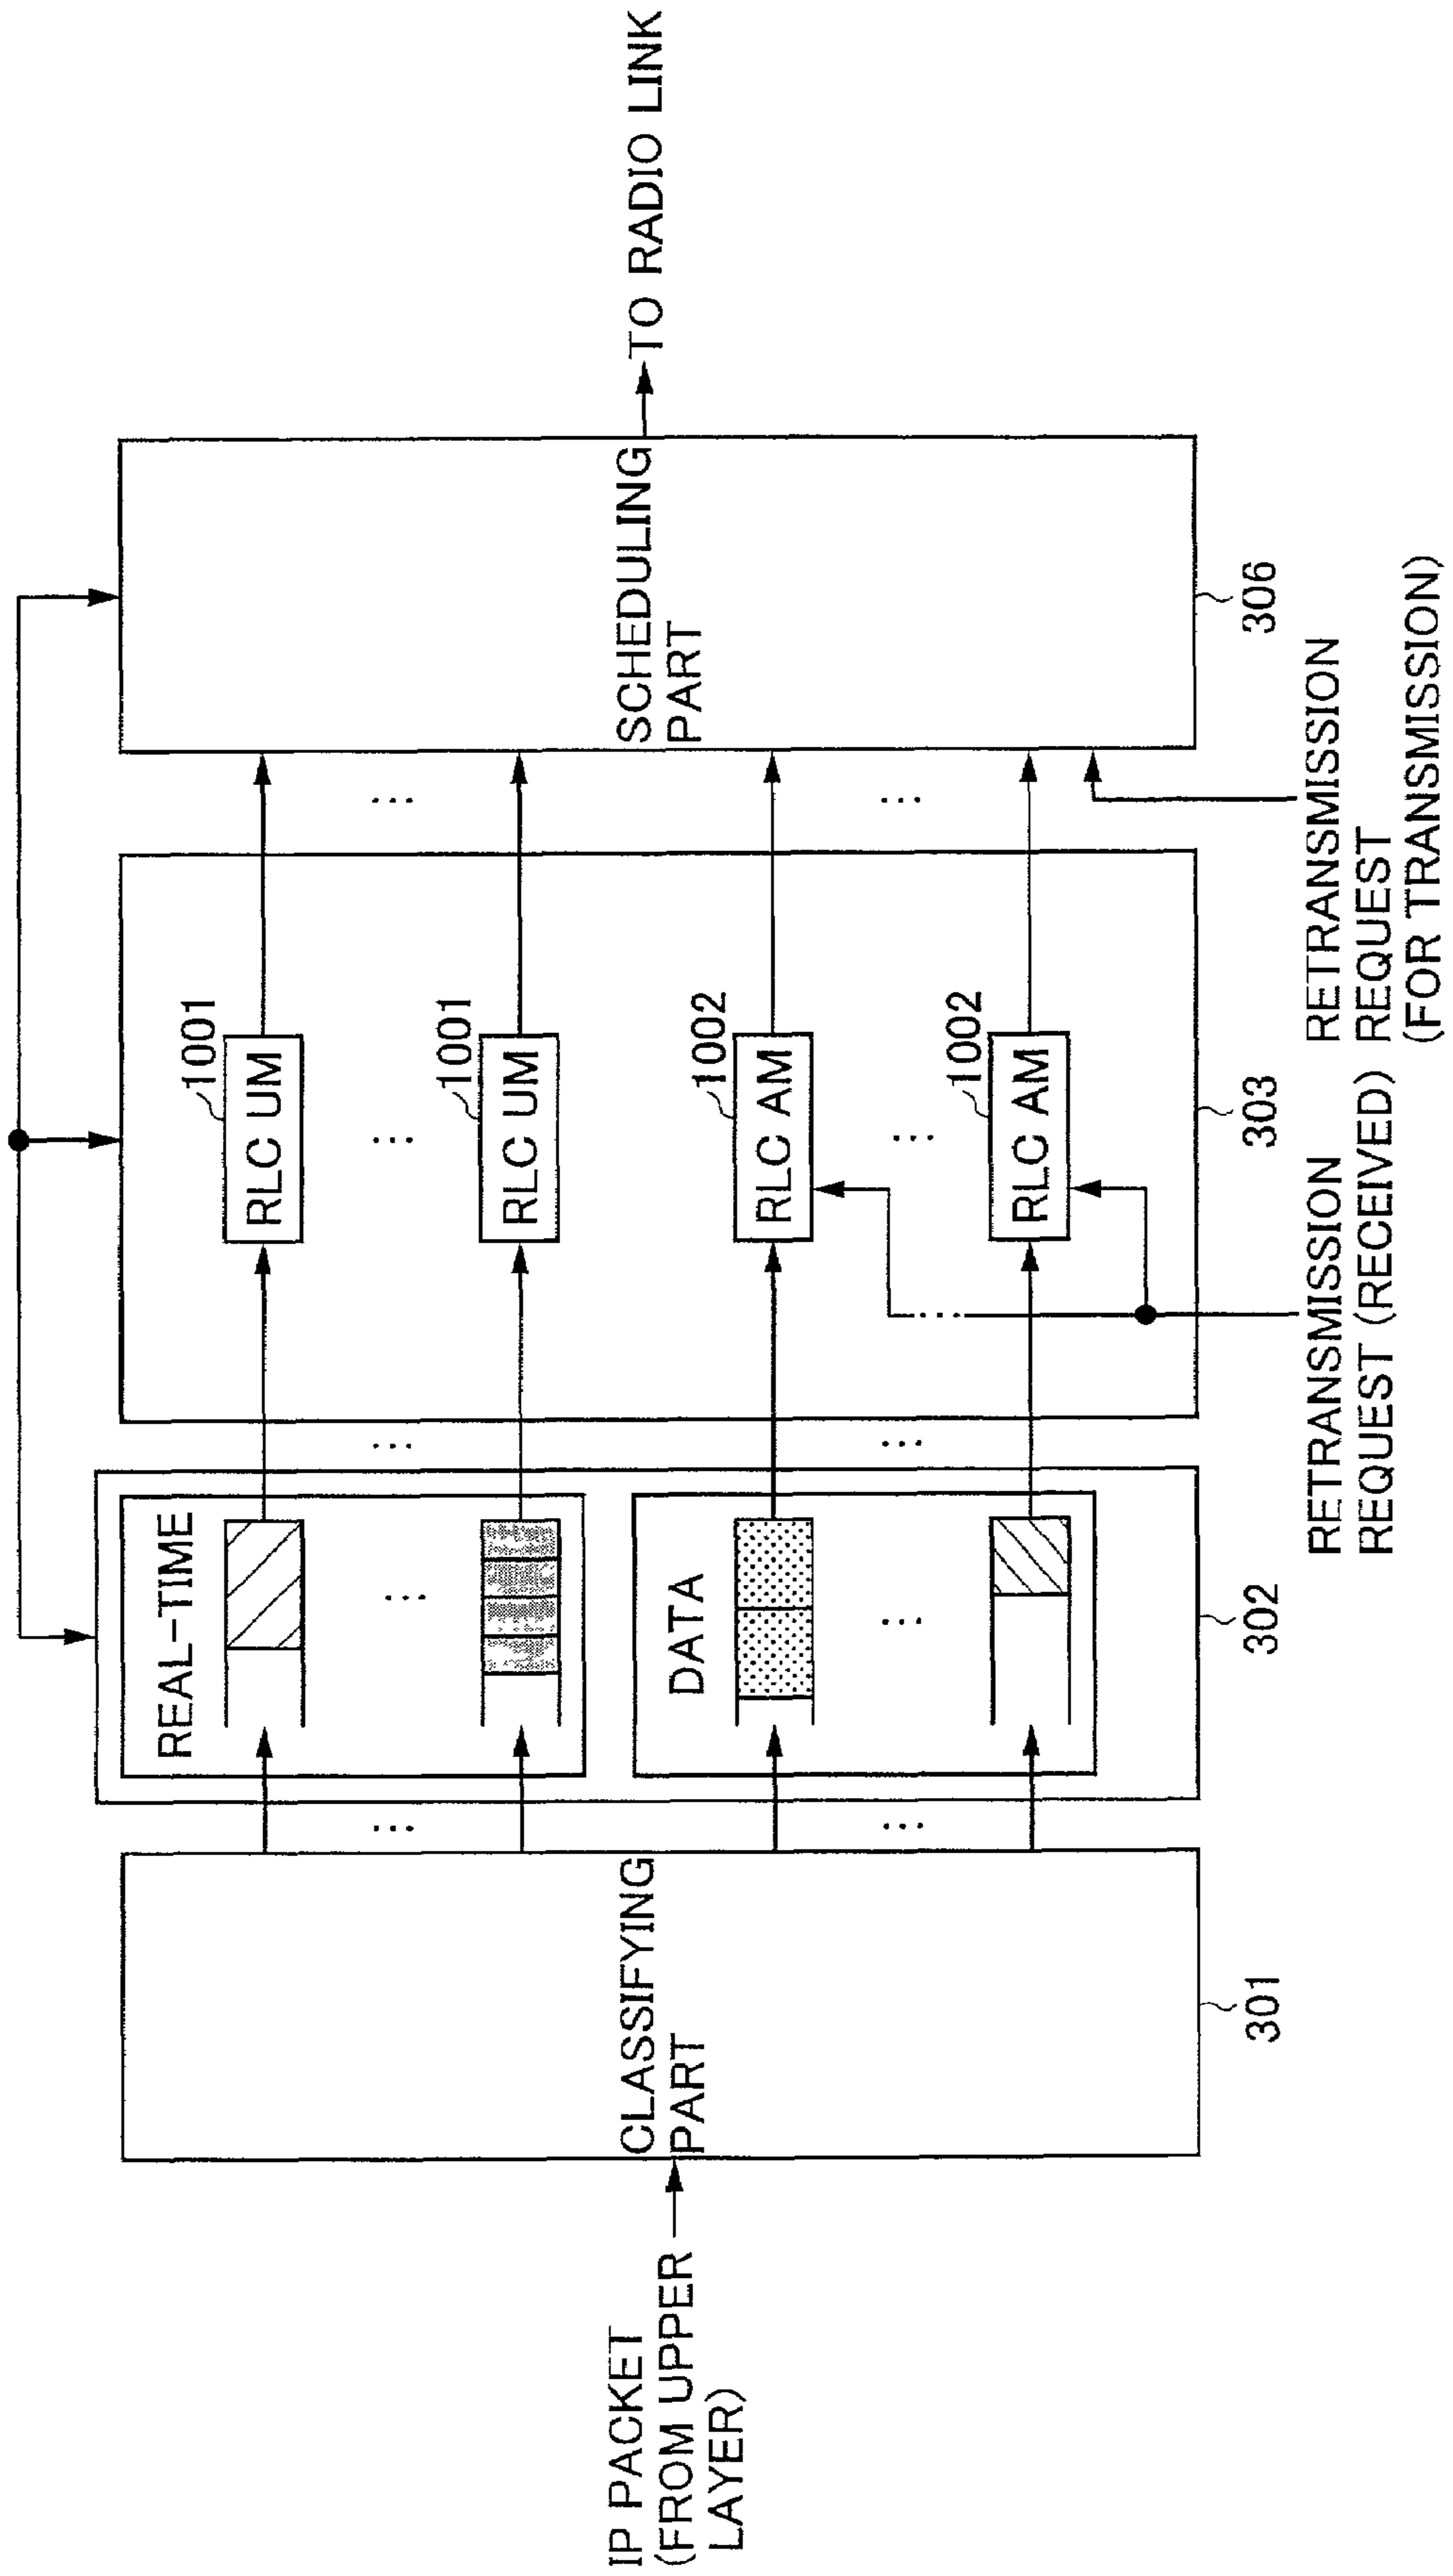 IP PACKET
(FROM UPPER
LAYER)
CLASSIFYING
PART
301
REAL-TIME
DATA
302
RLC UM
1001
RLC UM
1001
RLC AM
1002
RLC AM
1002
303
RETRANSMISSION
REQUEST (RECEIVED)
SCHEDULING
PART
306
RETRANSMISSION
REQUEST
(FOR TRANSMISSION)
TO RADIO LINK